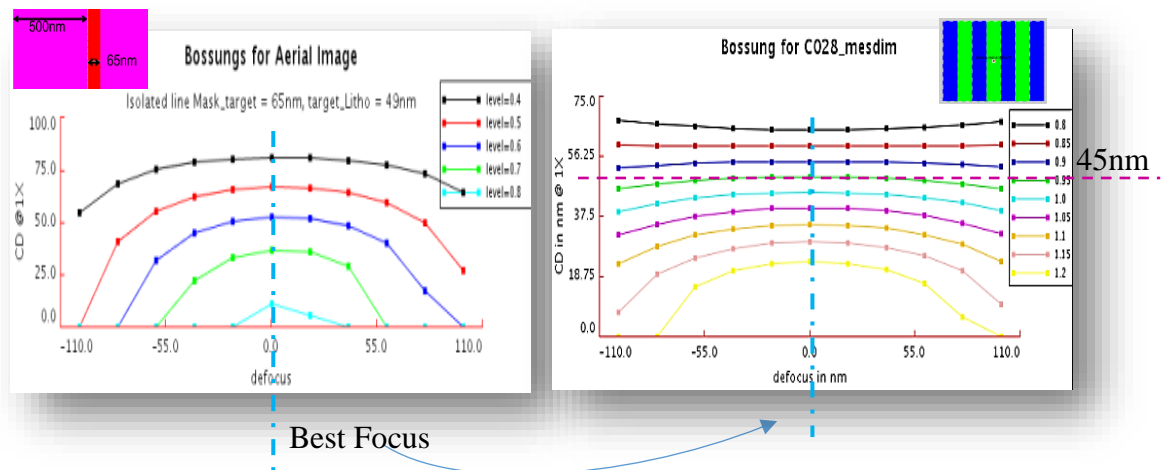 500nm
65nm
Bossungs for Aerial Image
Isolated line Mask_target = 65nm, target_Litho = 49nm
level=0.4
level=0.5
level=0.6
level=0.7
level=0.8
CD @1X
100.0
75.0
50.0
25.0
0.0
-110.0 -55.0 0.0 55.0 110.0
defocus
Best Focus
Bossung for C028_mesdim
CD in nm @ 1X
75.0
56.25
37.5
18.75
0.0
-110.0 -55.0 0.0 55.0 110.0
defocus in nm
0.8
0.85
0.9
0.95
1.0
1.05
1.1
1.15
1.2
45nm